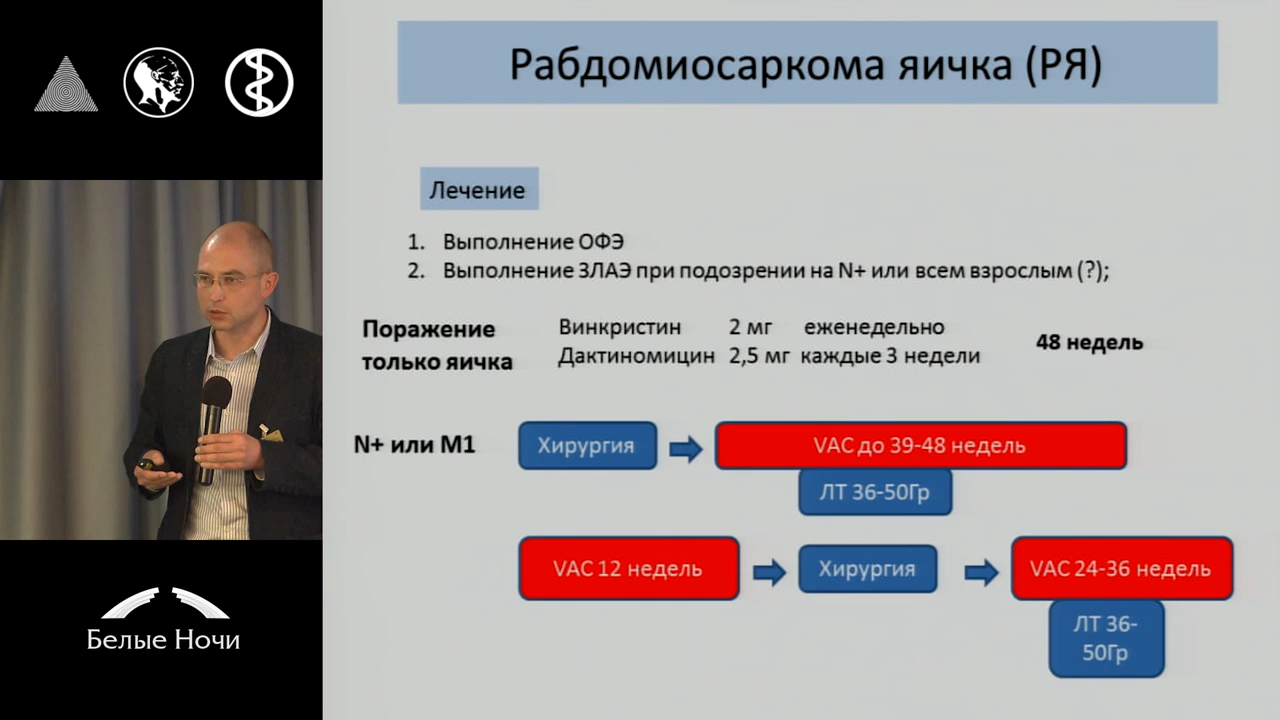 Рабдомиосаркома яичка (РЯ)
Лечение
1. Выполнение ОФЭ
2. Выполнение ЗЛАЭ при подозрении на N+ или всем взрослым (?);
Поражение
только яичка
Винкристин 2 мг еженедельно
Дактиномицин 2,5 мг каждые 3 недели
48 недель
N+ или M1
Хирургия
VAC до 39-48 недель
ЛТ 36-50Гр
VAC 12 недель
Хирургия
VAC 24-36 недель
ЛТ 36-
50Гр
Белые Ночи